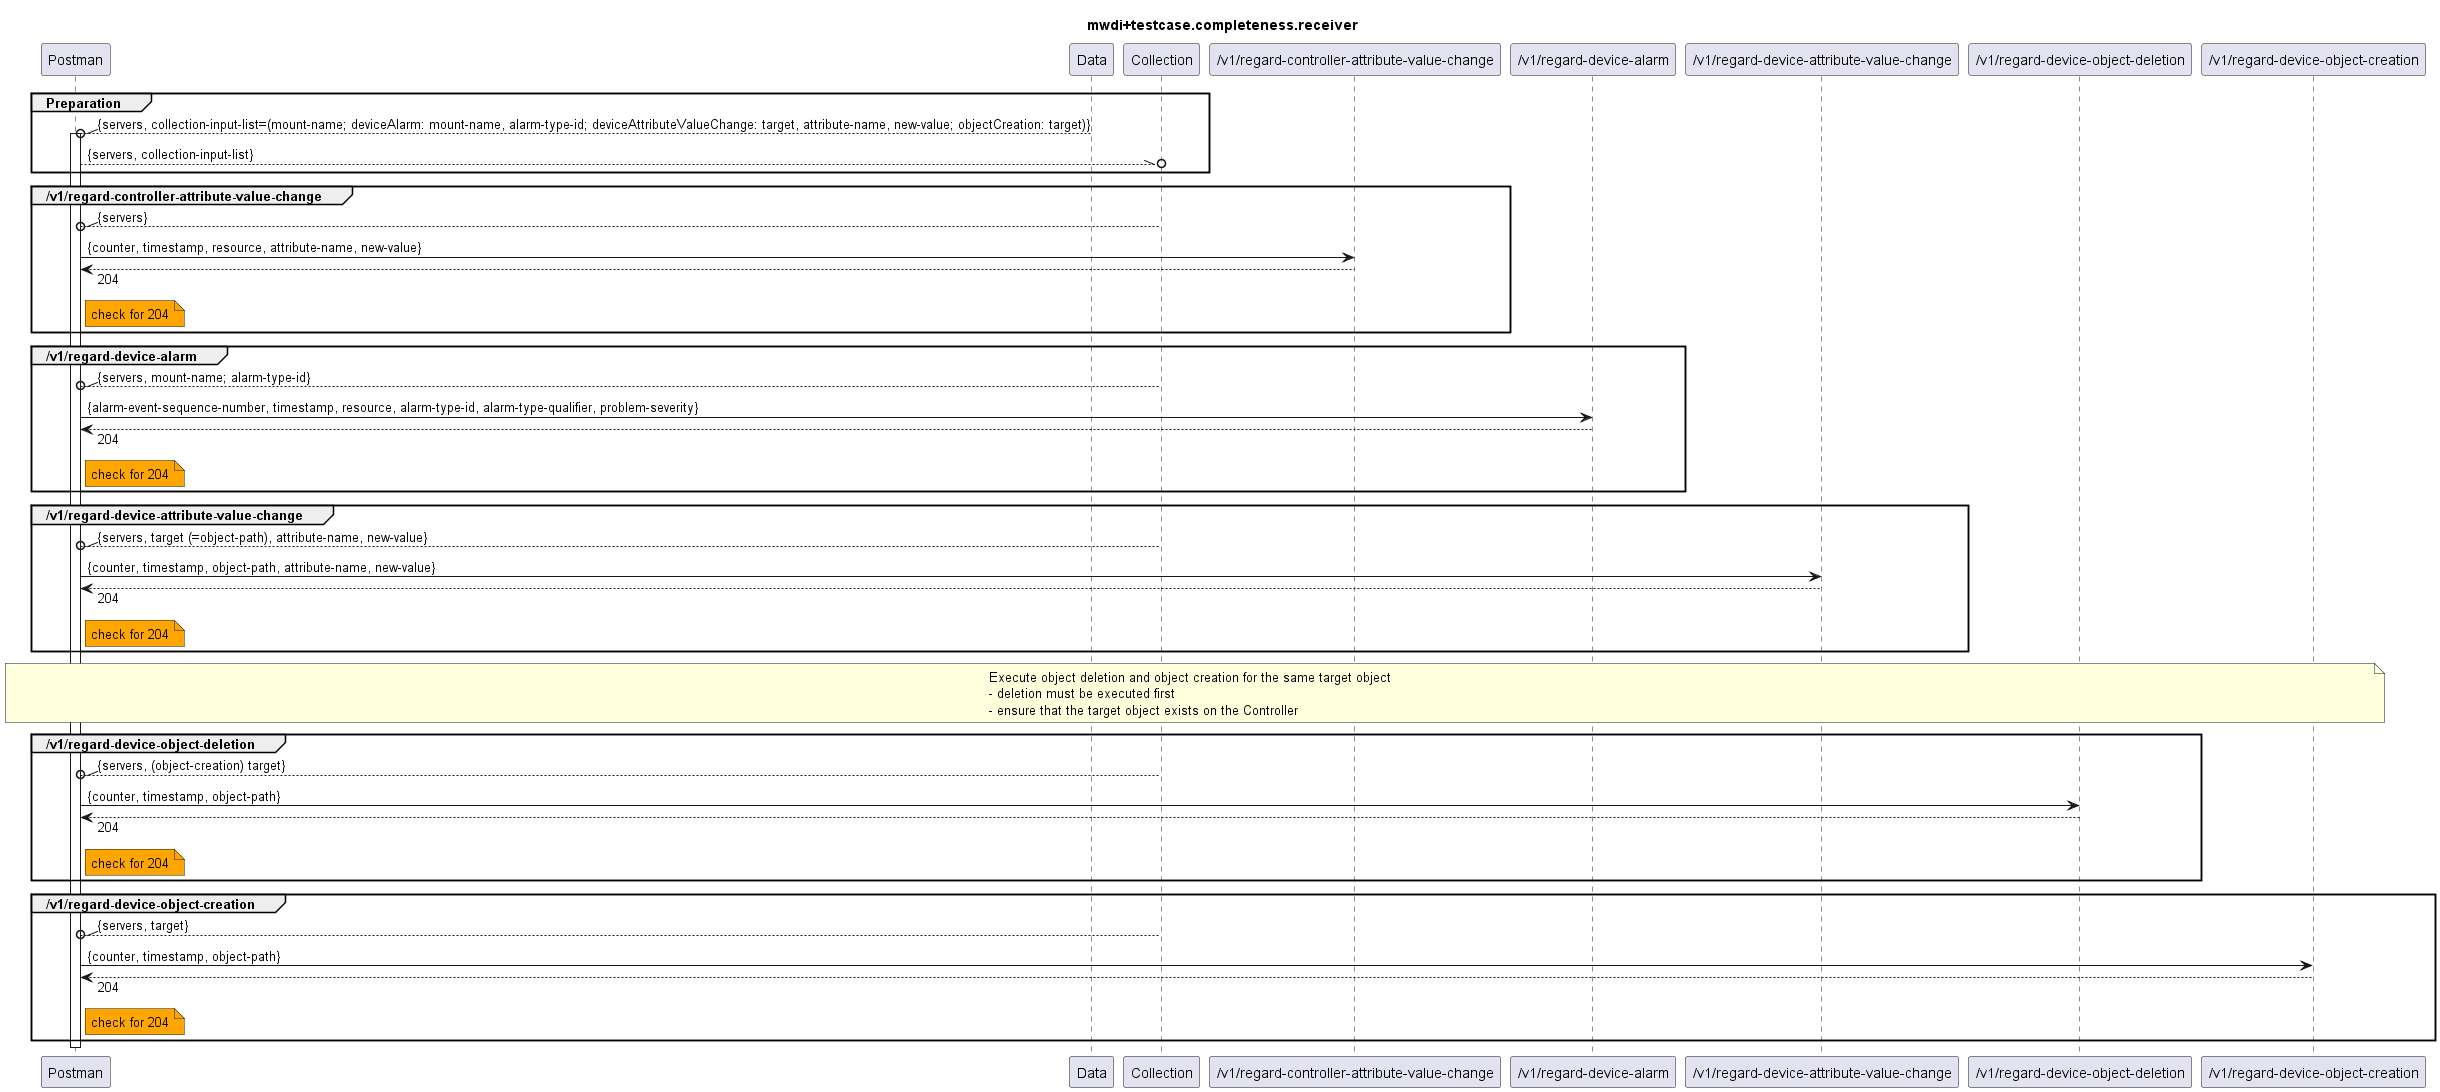 mwdi+testcase.completeness.receiver
Postman
Data
Collection
/v1/regard-controller-attribute-value-change
/v1/regard-device-alarm
/v1/regard-device-attribute-value-change
/v1/regard-device-object-deletion
/v1/regard-device-object-creation
Preparation
{servers, collection-input-list=(mount-name; deviceAlarm: mount-name, alarm-type-id; deviceAttributeValueChange: target, attribute-name, new-value; objectCreation: target)}
{servers, collection-input-list}
/v1/regard-controller-attribute-value-change
{servers}
{counter, timestamp, resource, attribute-name, new-value}
204
check for 204
/v1/regard-device-alarm
{servers, mount-name; alarm-type-id}
{alarm-event-sequence-number, timestamp, resource, alarm-type-id, alarm-type-qualifier, problem-severity}
204
check for 204
/v1/regard-device-attribute-value-change
{servers, target (=object-path), attribute-name, new-value}
{counter, timestamp, object-path, attribute-name, new-value}
204
check for 204
Execute object deletion and object creation for the same target object
- deletion must be executed first
- ensure that the target object exists on the Controller
/v1/regard-device-object-deletion
{servers, (object-creation) target}
{counter, timestamp, object-path}
204
check for 204
/v1/regard-device-object-creation
{servers, target}
{counter, timestamp, object-path}
204
check for 204
Postman
Data
Collection
/v1/regard-controller-attribute-value-change
/v1/regard-device-alarm
/v1/regard-device-attribute-value-change
/v1/regard-device-object-deletion
/v1/regard-device-object-creation